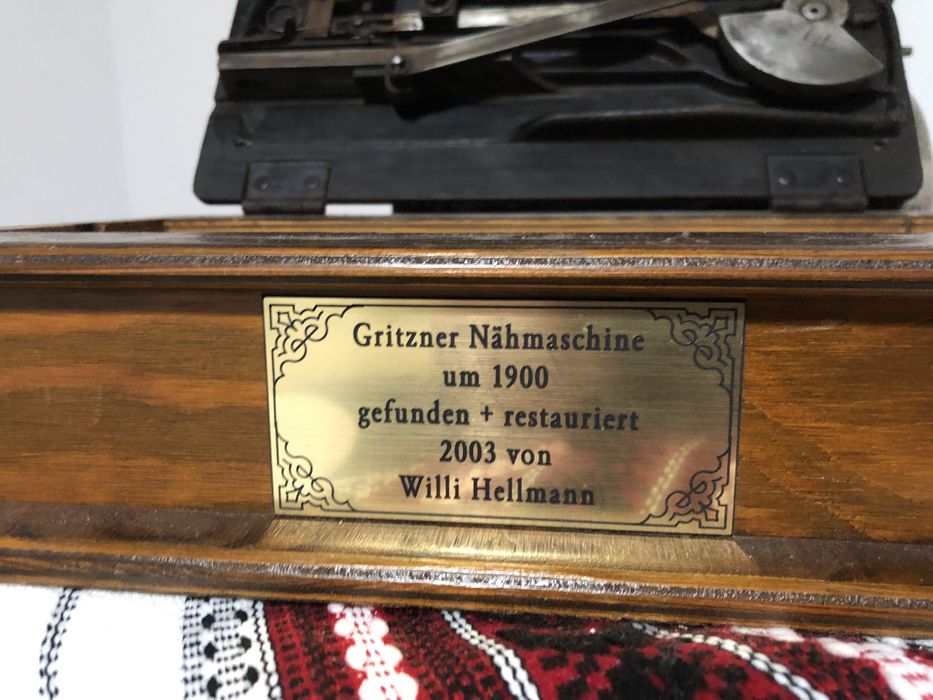 Gritzner Nähmaschine
um 1900
gefunden + restauriert
2003 von
Willi Hellmann